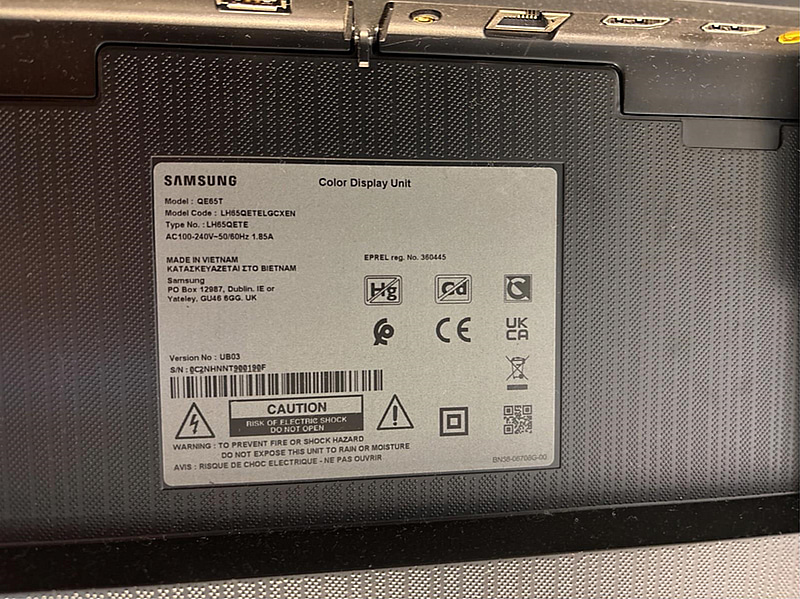 SAMSUNG
Color Display Unit
Model : QE65T
Model Code : LH65QETELGCXEN
Type No. : LH65QETE
AC100-240V~50/60Hz 1.85A
MADE IN VIETNAM
ΚΑΤΑΣΚΕΥΑΖΕΤΑΙ ΣΤΟ ΒΙΕΤΝΑΜ
Samsung
PO Box 12987, Dublin. IE or
Yateley, GU46 6GG. UK
EPREL reg. No. 360445
Hg
Cd
CE
UK
CA
Version No : UB03
S/N : 0C2NHNNT900190F
CAUTION
RISK OF ELECTRIC SHOCK
DO NOT OPEN
WARNING : TO PREVENT FIRE OR SHOCK HAZARD
DO NOT EXPOSE THIS UNIT TO RAIN OR MOISTURE
AVIS : RISQUE DE CHOC ELECTRIQUE - NE PAS OUVRIR
BN38-06708G-00